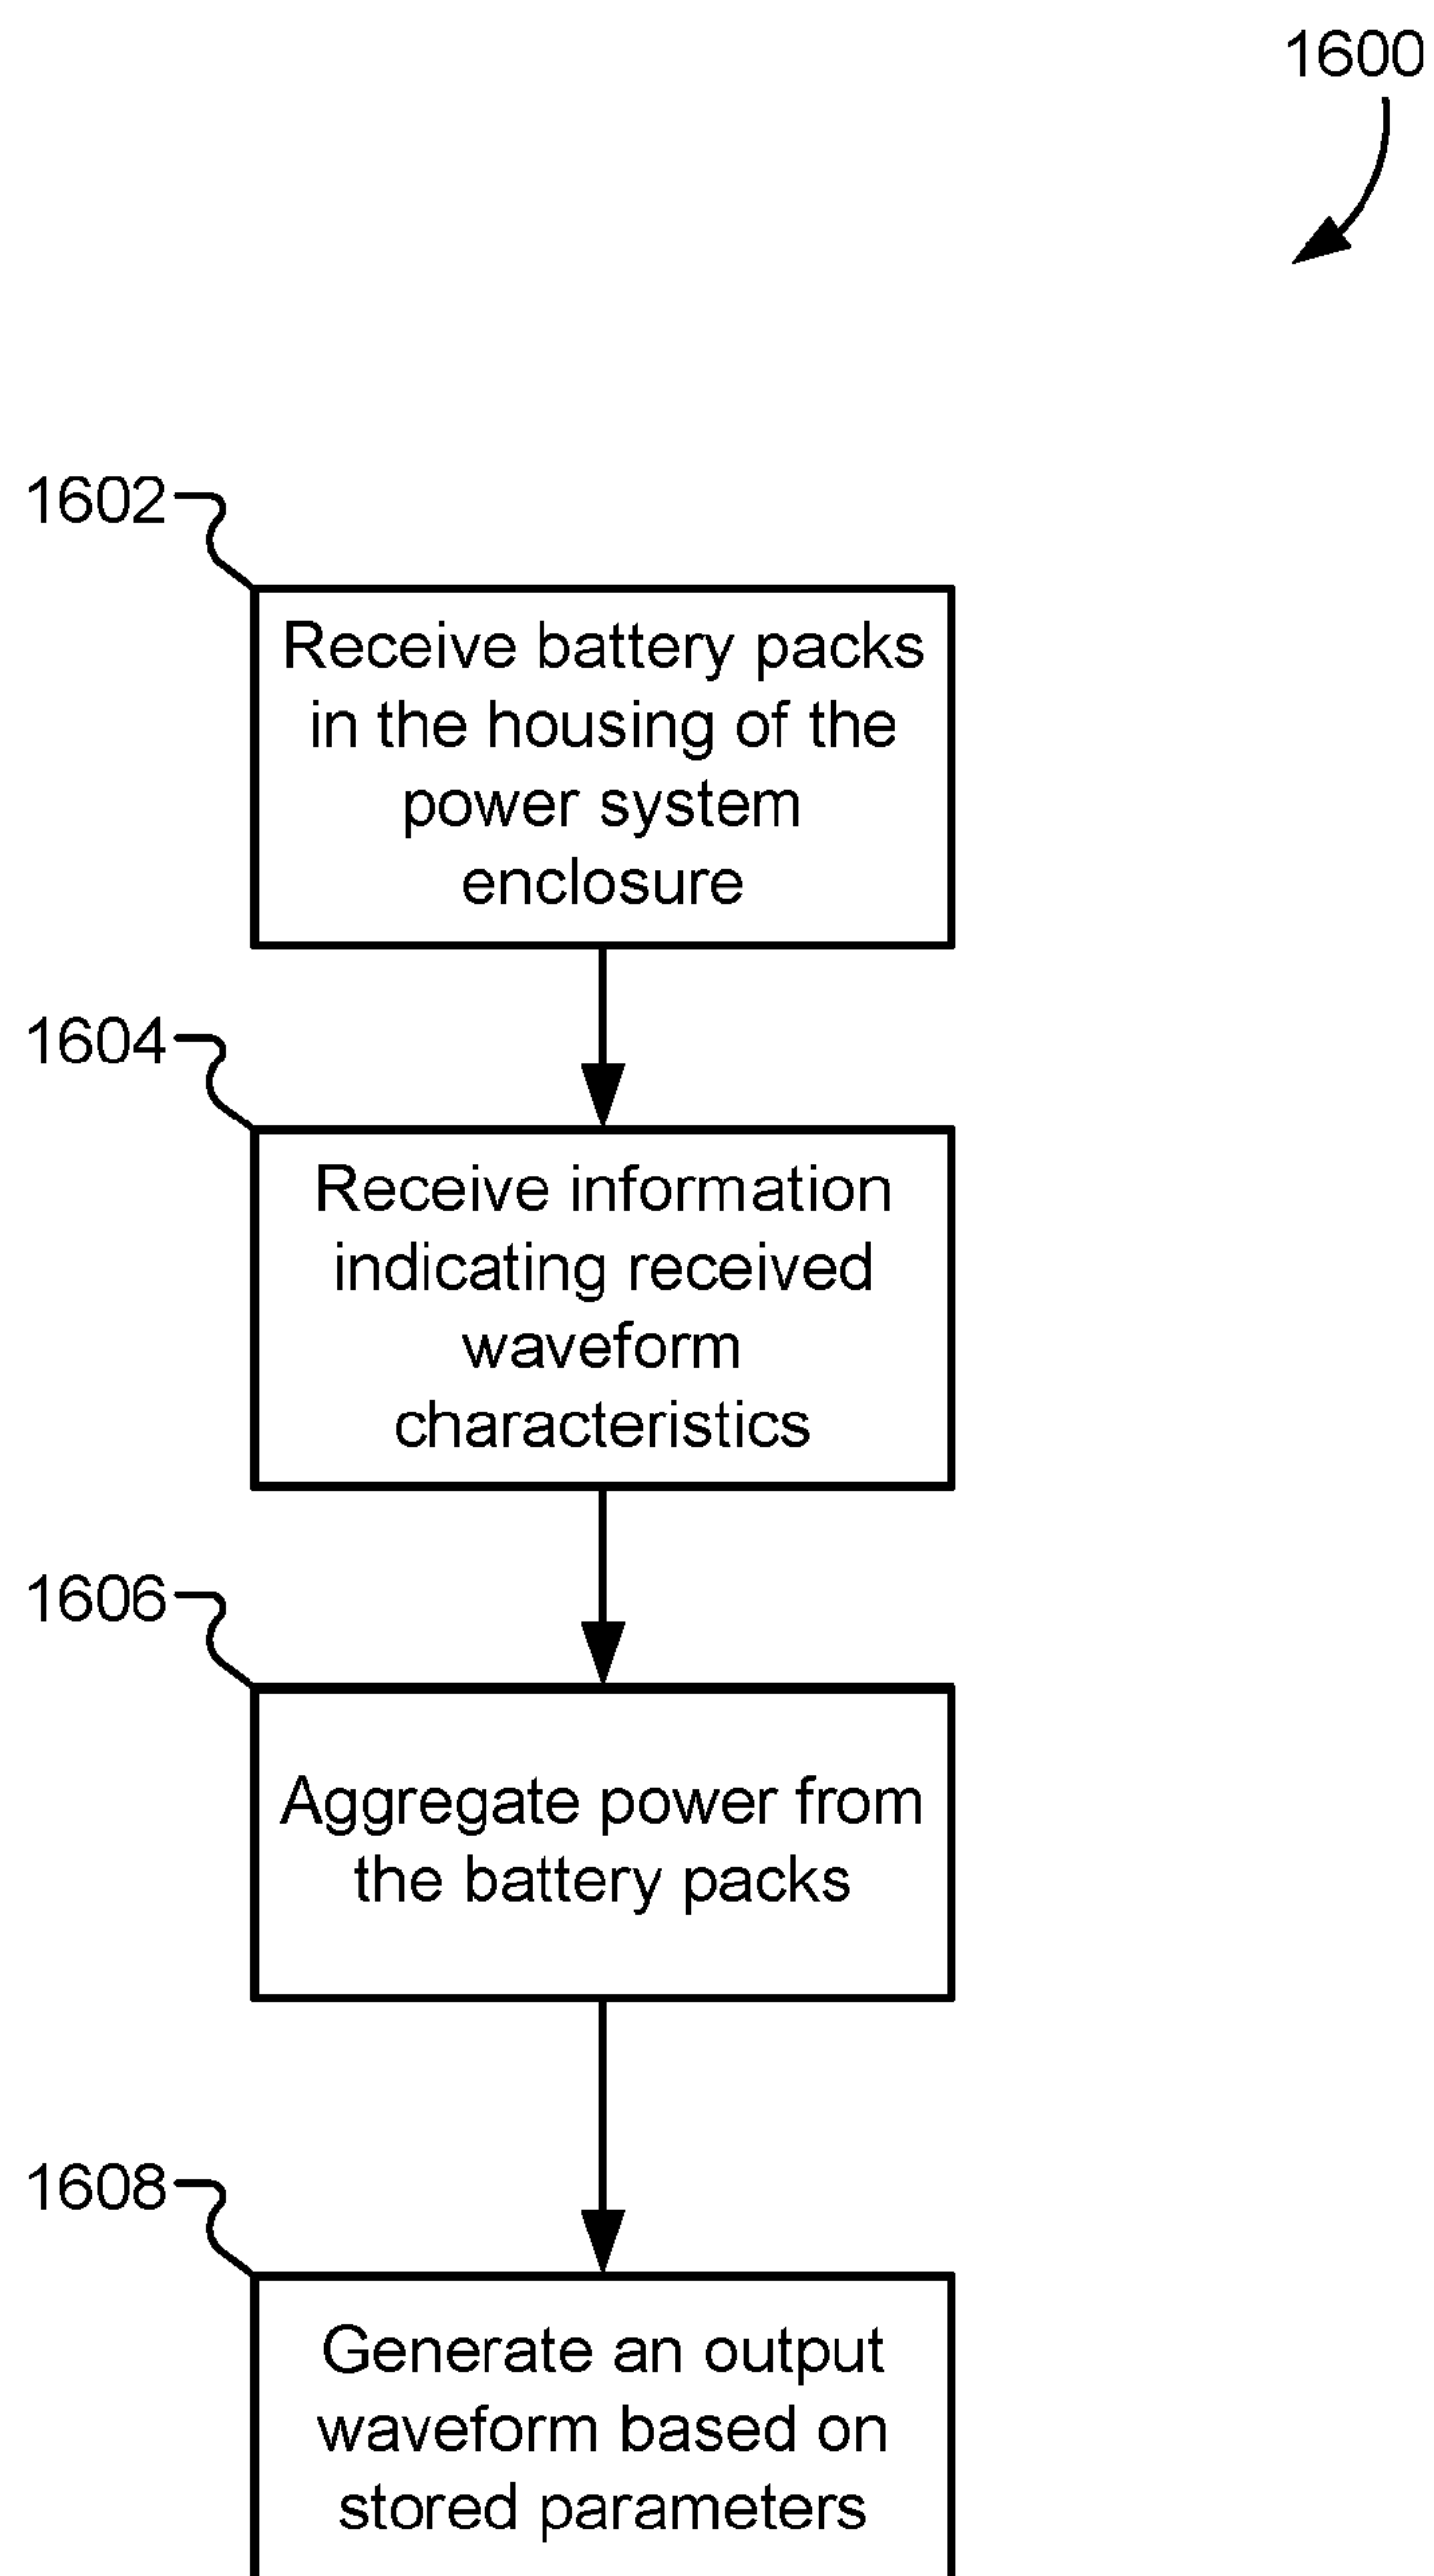 1600
1602
Receive battery packs
in the housing of the
power system
enclosure
1604
Receive information
indicating received
waveform
characteristics
1606
Aggregate power from
the battery packs
1608
Generate an output
waveform based on
stored parameters